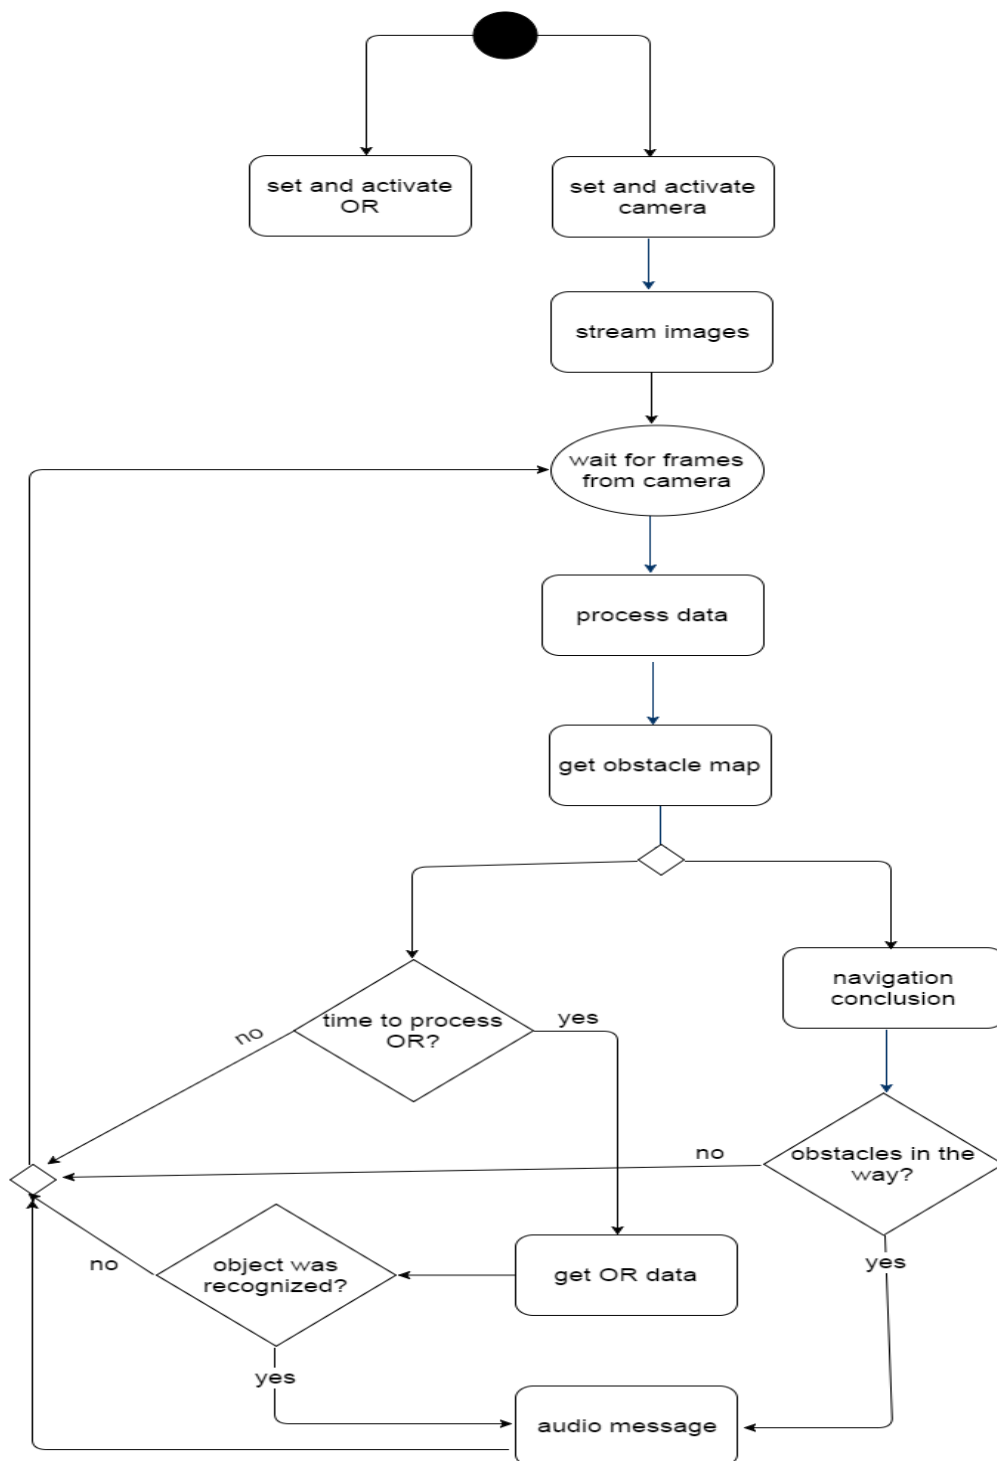 set and activate
OR
set and activate
camera
stream images
wait for frames
from camera
process data
get obstacle map
navigation
conclusion
time to process
OR?
no
yes
obstacles in the
way?
no
yes
get OR data
object was
recognized?
no
yes
audio message